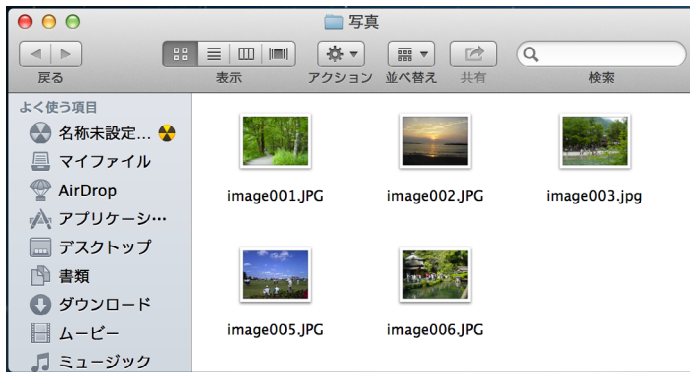 写真
戻る
表示
アクション
並べ替え
共有
検索
よく使う項目
名称未設定...
マイファイル
AirDrop
アプリケーシ…
デスクトップ
書類
ダウンロード
ムービー
ミュージック
image001.JPG
image002.JPG
image003.jpg
image005.JPG
image006.JPG